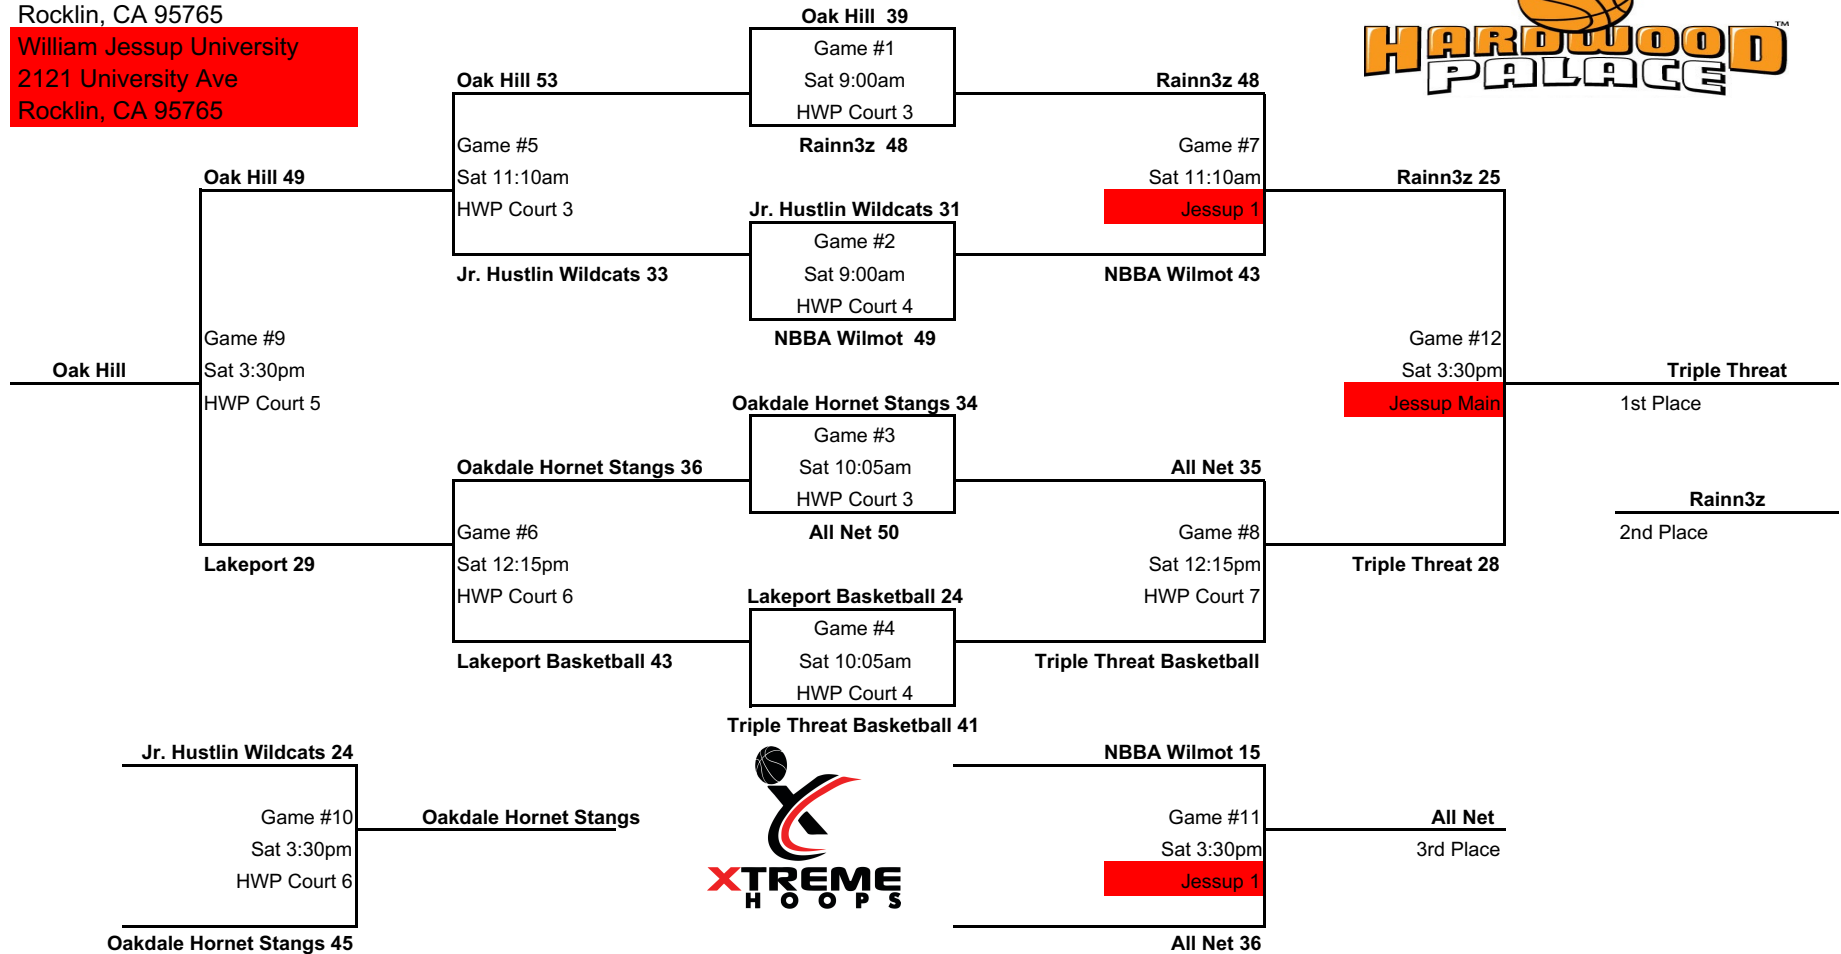 Rocklin, CA 95765
William Jessup University
2121 University Ave
Rocklin, CA 95765
HARDWOOD
PALACE
TM
Oak Hill 39
Game #1
Sat 9:00am
HWP Court 3
Rainn3z 48
Oak Hill 53
Game #5
Sat 11:10am
HWP Court 3
Jr. Hustlin Wildcats 33
Rainn3z 48
Game #7
Sat 11:10am
Jessup 1
NBBA Wilmot 43
Jr. Hustlin Wildcats 31
Game #2
Sat 9:00am
HWP Court 4
NBBA Wilmot 49
Oak Hill 49
Game #9
Sat 3:30pm
HWP Court 5
Lakeport 29
Oak Hill
Rainn3z 25
Game #12
Sat 3:30pm
Jessup Main
Triple Threat 28
Triple Threat
1st Place
Rainn3z
2nd Place
Oakdale Hornet Stangs 34
Game #3
Sat 10:05am
HWP Court 3
All Net 50
Oakdale Hornet Stangs 36
Game #6
Sat 12:15pm
HWP Court 6
Lakeport Basketball 43
All Net 35
Game #8
Sat 12:15pm
HWP Court 7
Triple Threat Basketball
Lakeport Basketball 24
Game #4
Sat 10:05am
HWP Court 4
Triple Threat Basketball 41
Jr. Hustlin Wildcats 24
Game #10
Sat 3:30pm
HWP Court 6
Oakdale Hornet Stangs 45
Oakdale Hornet Stangs
XTREME
HOOPS
NBBA Wilmot 15
Game #11
Sat 3:30pm
Jessup 1
All Net 36
All Net
3rd Place